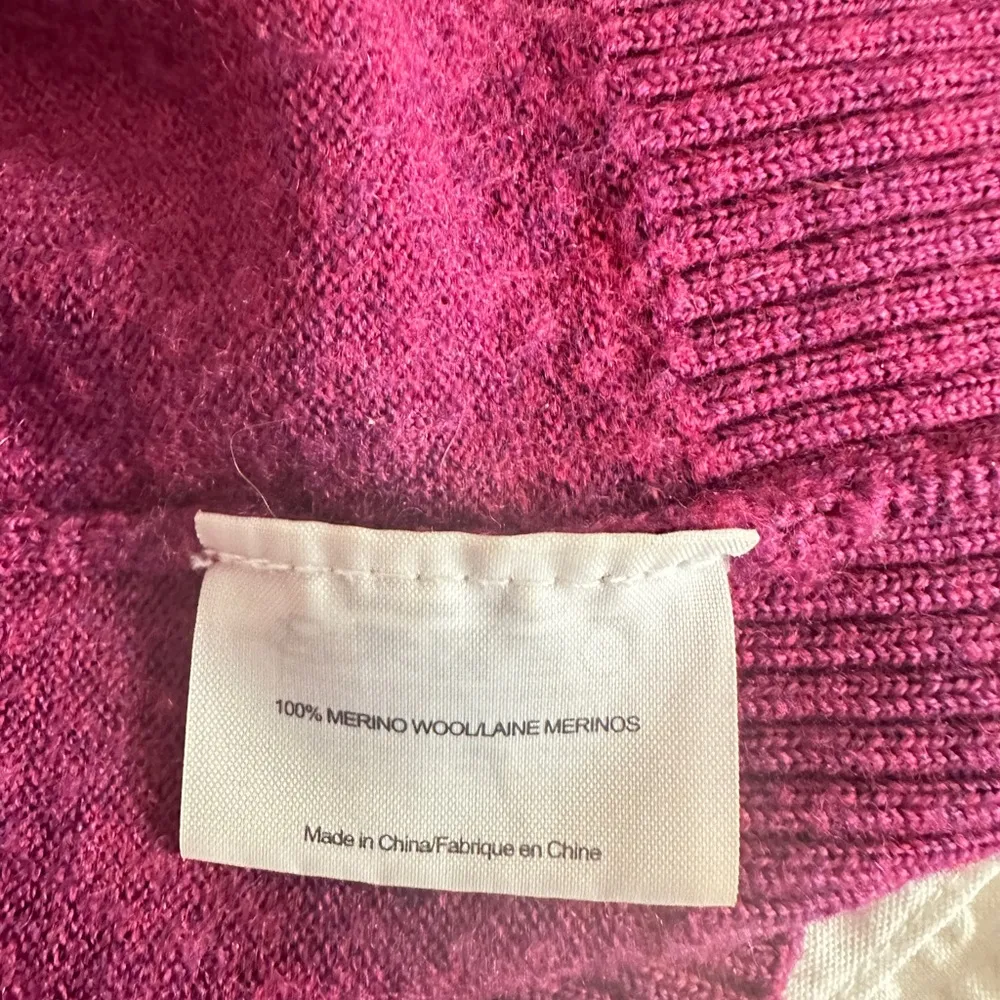 100% MERINO WOOL/LAINE MERINOS
Made in China/Fabrique en Chine